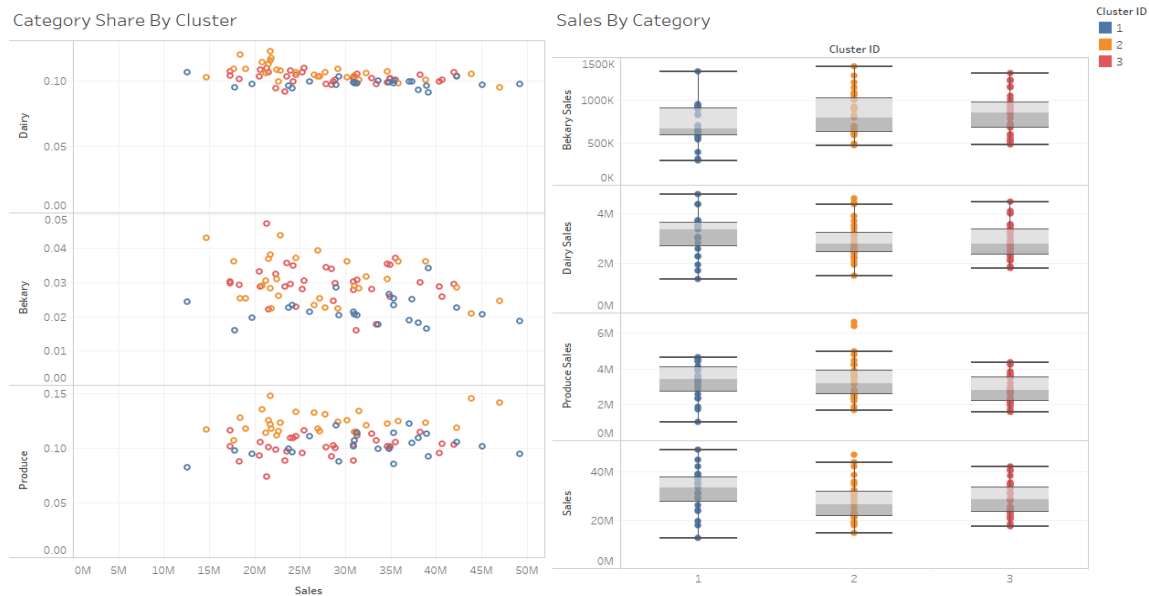 Category Share By Cluster
Dairy
0.10
0.05
0.00
Bekary
0.05
0.04
0.03
0.02
0.01
0.00
Produce
0.15
0.10
0.05
0.00
0M 5M 10M 15M 20M 25M 30M 35M 40M 45M 50M
Sales
Sales By Category
Cluster ID
Bekary Sales
1500K
1000K
500K
0K
Dairy Sales
4M
2M
0M
Produce Sales
6M
4M
2M
0M
Sales
40M
20M
0M
1 2 3
Cluster ID
1
2
3